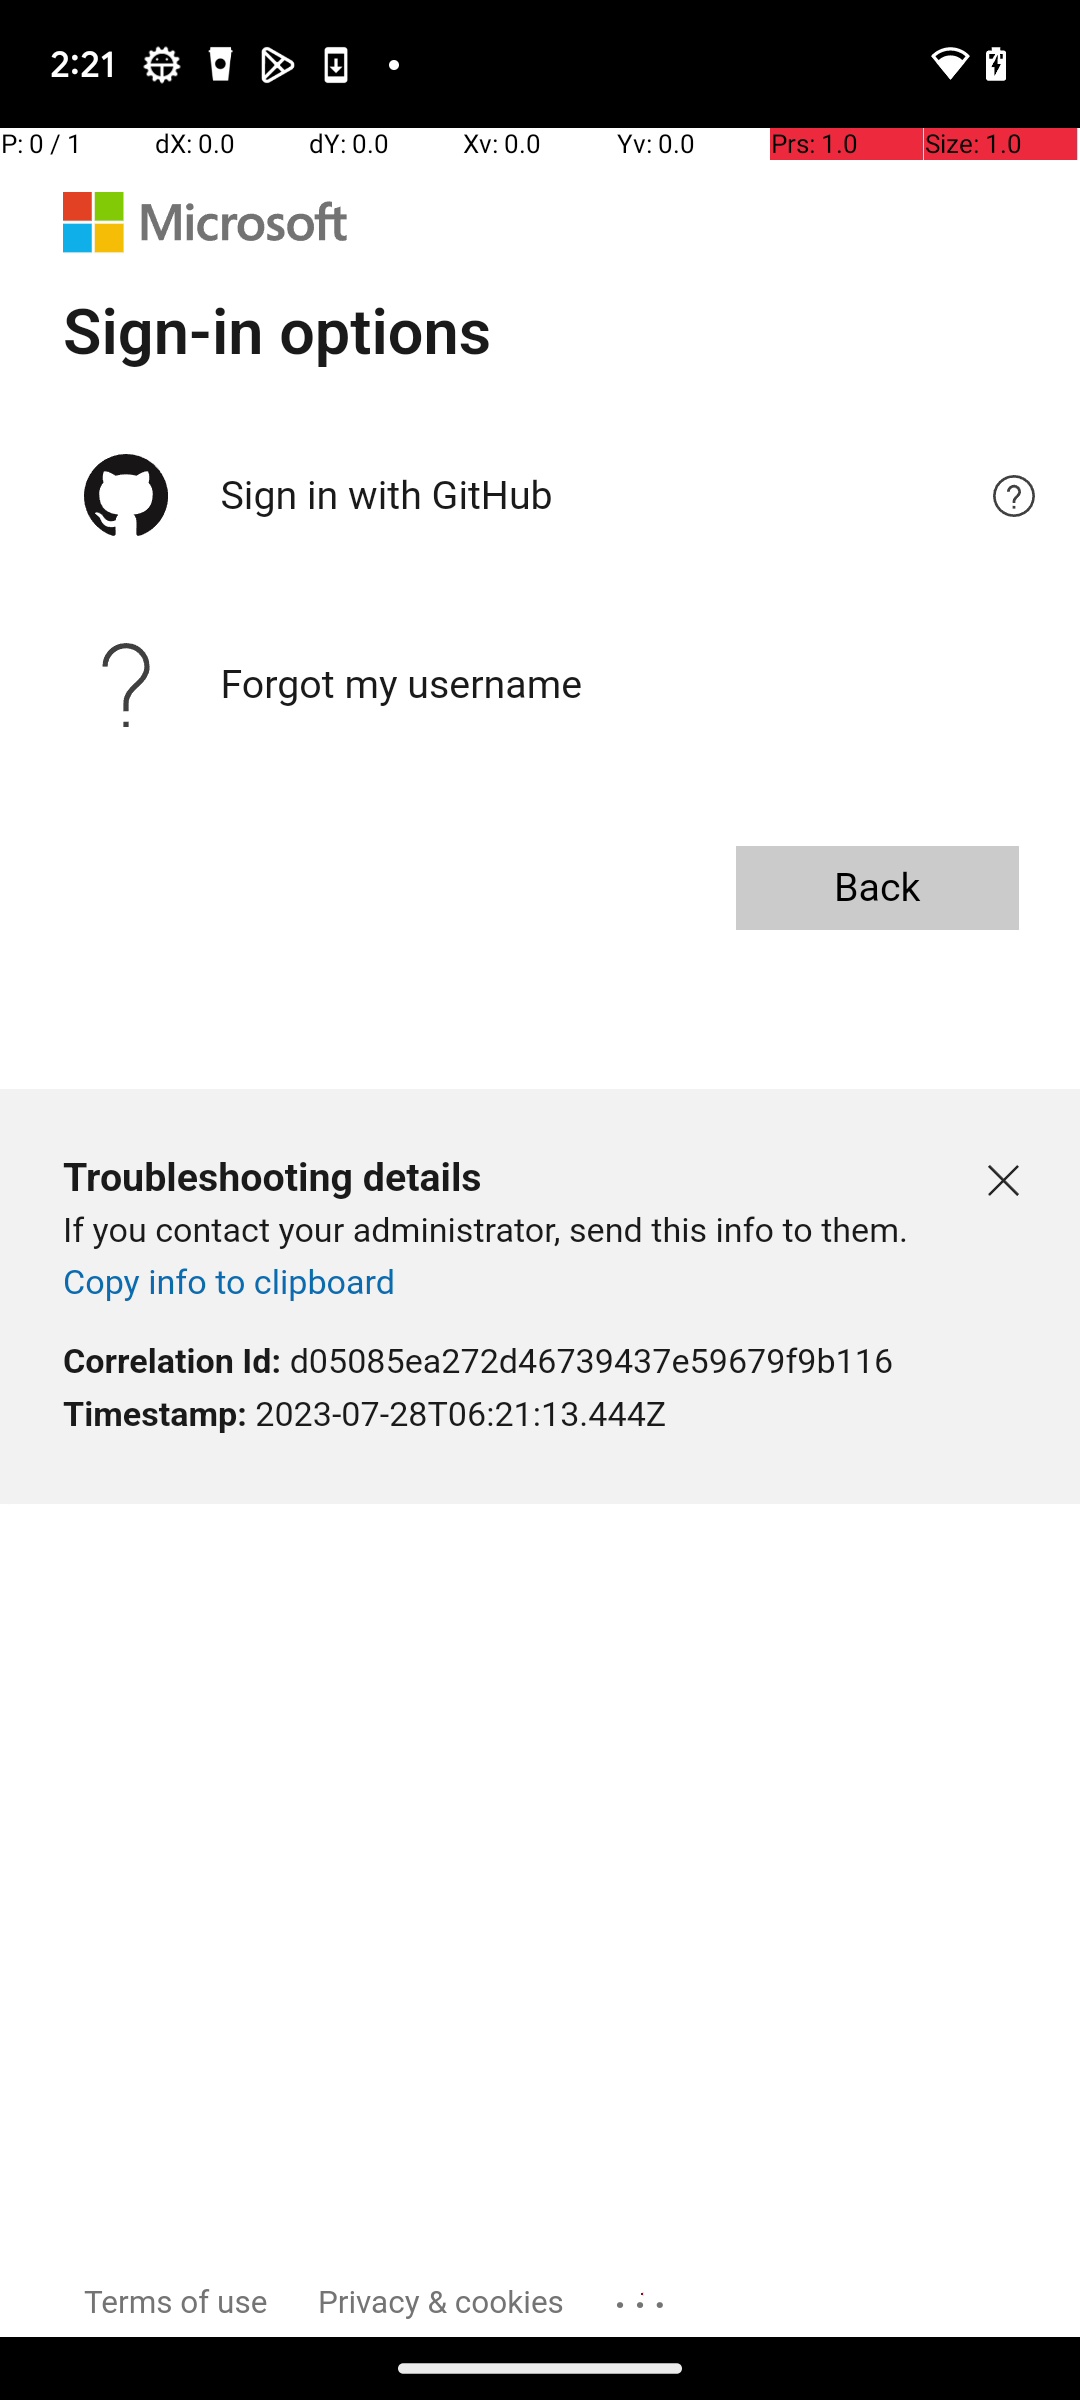 2:21
P: 0 / 1 dX: 0.0 dY: 0.0 Xv: 0.0 Yv: 0.0 Prs: 1.0 Size: 1.0
Microsoft
Sign-in options
Sign in with GitHub
Forgot my username
Back
Troubleshooting details
If you contact your administrator, send this info to them.
Copy info to clipboard
Correlation Id: d05085ea272d46739437e59679f9b116
Timestamp: 2023-07-28T06:21:13.444Z
Terms of use Privacy & cookies ...